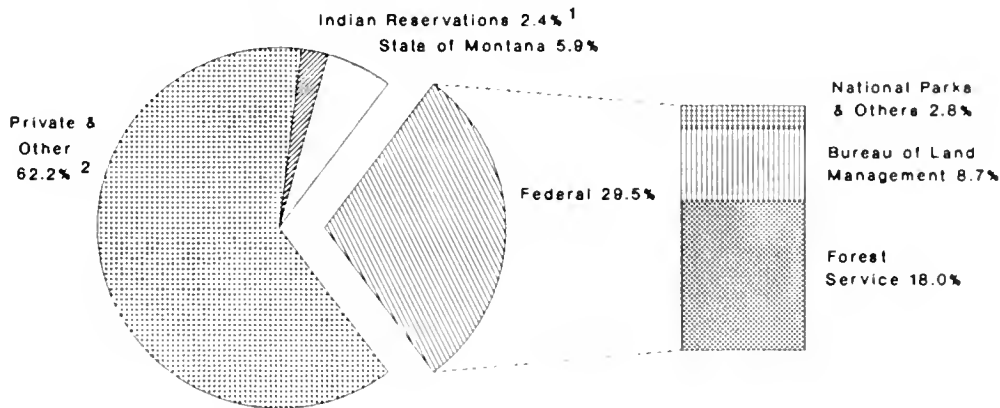 Indian Reservations 2.4% 1
State of Montana 5.9%
Private &
Other
62.2% 2
Federal 29.5%
National Parks
& Others 2.8%
Bureau of Land
Management 8.7%
Forest
Service 18.0%